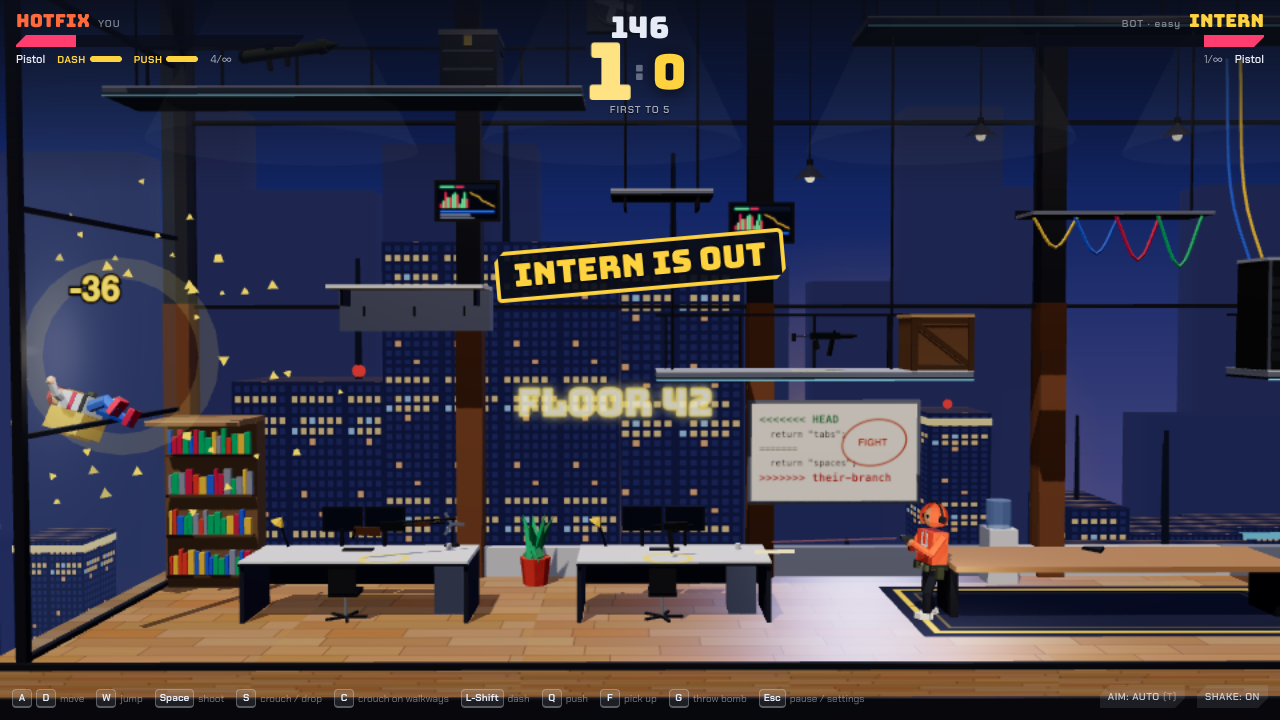 HOTFIX YOU
Pistol DASH PUSH 4/∞
146
1:0
FIRST TO 5
BOT · easy INTERN
1/∞ Pistol
-36
INTERN IS OUT
FLOOR 42
<<<<<<< HEAD
return "tabs";
=======
return "spaces";
>>>>>>> their-branch
FIGHT
A D move W jump Space shoot S crouch / drop C crouch on walkways L-Shift dash Q push F pick up G throw bomb Esc pause / settings
AIM: AUTO [T] SHAKE: ON